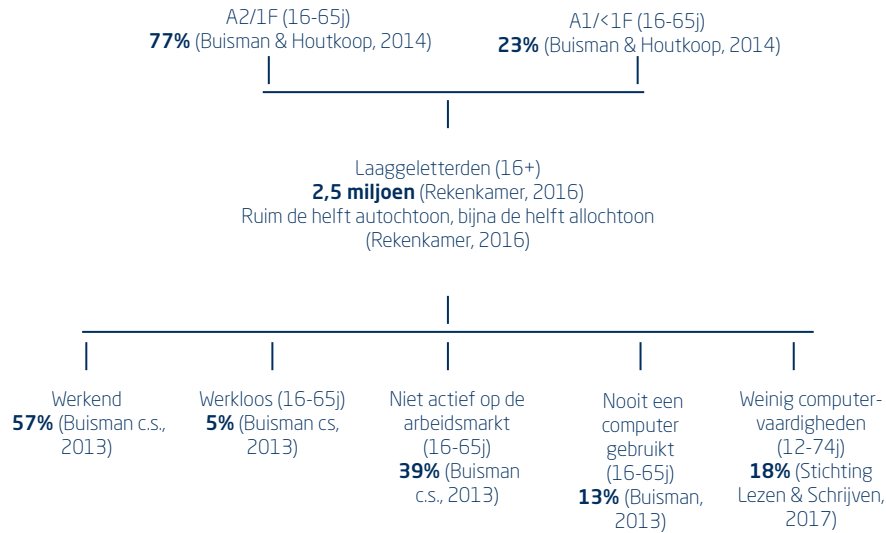 A2/1F (16-65j)
77% (Buisman & Houtkoop, 2014)
A1/<1F (16-65j)
23% (Buisman & Houtkoop, 2014)
Laaggeletterden (16+)
2,5 miljoen (Rekenkamer, 2016)
Ruim de helft autochtoon, bijna de helft allochtoon
(Rekenkamer, 2016)
Werkend
57% (Buisman c.s.,
2013)
Werkloos (16-65j)
5% (Buisman cs,
2013)
Niet actief op de
arbeidsmarkt
(16-65j)
39% (Buisman
c.s., 2013)
Nooit een
computer
gebruikt
(16-65j)
13% (Buisman,
2013)
Weinig computer-
vaardigheden
(12-74j)
18% (Stichting
Lezen & Schrijven,
2017)